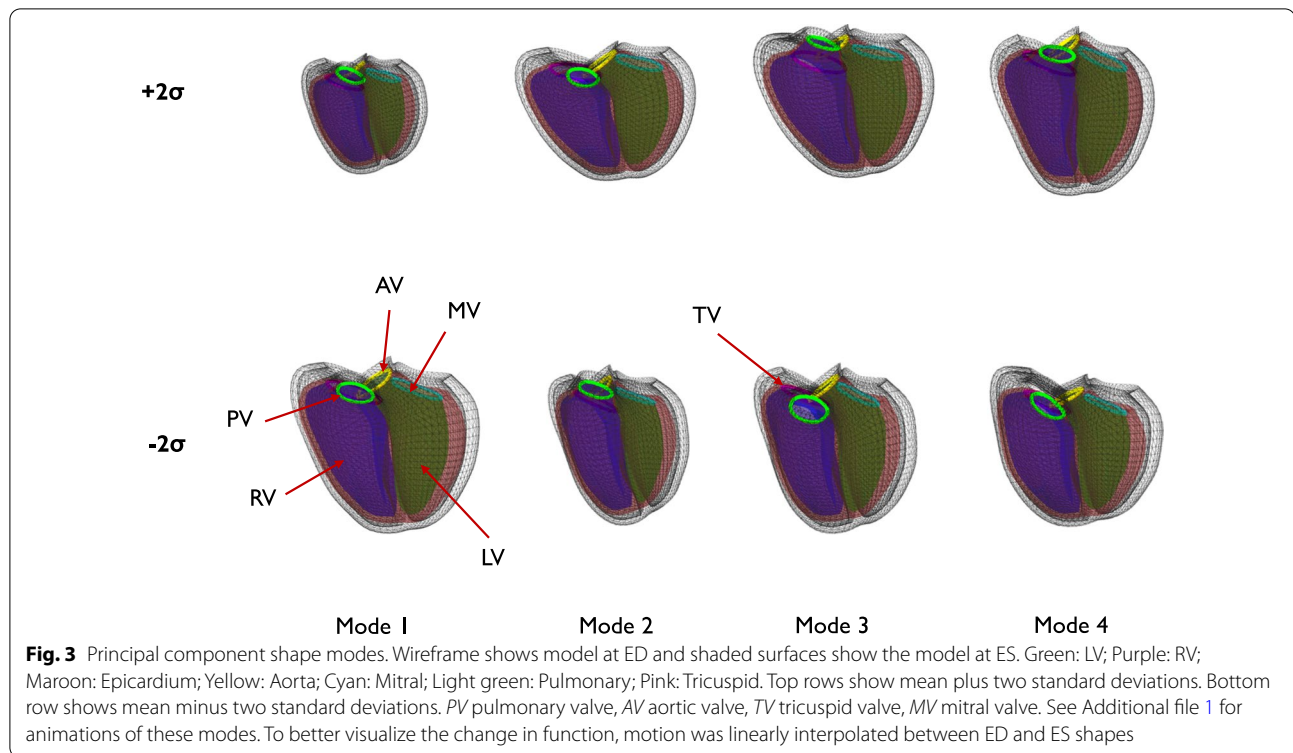 +2σ
AV
MV
TV
PV
-2σ
RV
LV
Mode 1
Mode 2
Mode 3
Mode 4
Fig. 3 Principal component shape modes. Wireframe shows model at ED and shaded surfaces show the model at ES. Green: LV; Purple: RV;
Maroon: Epicardium; Yellow: Aorta; Cyan: Mitral; Light green: Pulmonary; Pink: Tricuspid. Top rows show mean plus two standard deviations. Bottom
row shows mean minus two standard deviations. PV pulmonary valve, AV aortic valve, TV tricuspid valve, MV mitral valve. See Additional file 1 for
animations of these modes. To better visualize the change in function, motion was linearly interpolated between ED and ES shapes